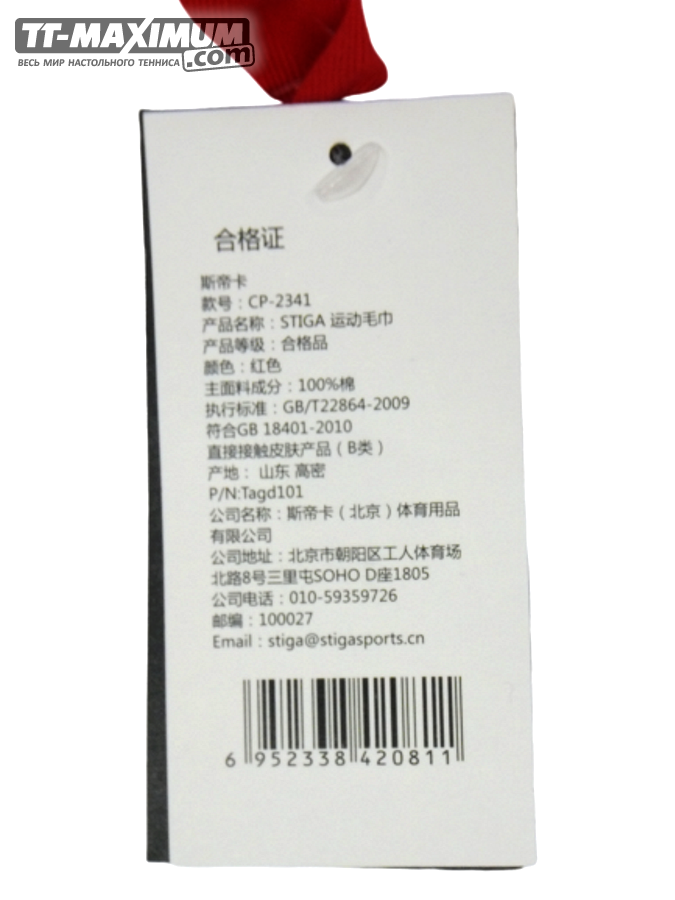 TT-MAXIMUM
.com
ВЕСЬ МИР НАСТОЛЬНОГО ТЕННИСА
合格证
斯帝卡
款号：CP-2341
产品名称：STIGA 运动毛巾
产品等级：合格品
颜色：红色
主面料成分：100%棉
执行标准：GB/T22864-2009
符合GB 18401-2010
直接接触皮肤产品（B类）
产地： 山东 高密
P/N:Tagd101
公司名称：斯帝卡（北京）体育用品
有限公司
公司地址：北京市朝阳区工人体育场
北路8号三里屯SOHO D座1805
公司电话：010-59359726
邮编：100027
Email：stiga@stigasports.cn
6 952338 420811